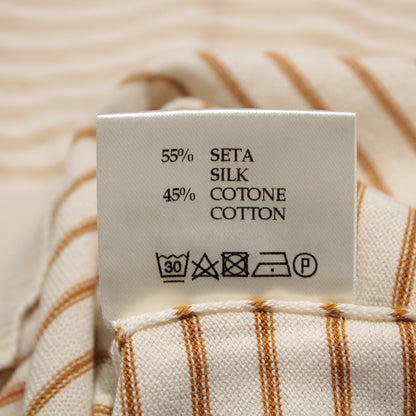 55% SETA
SILK
45% COTONE
COTTON
30 P